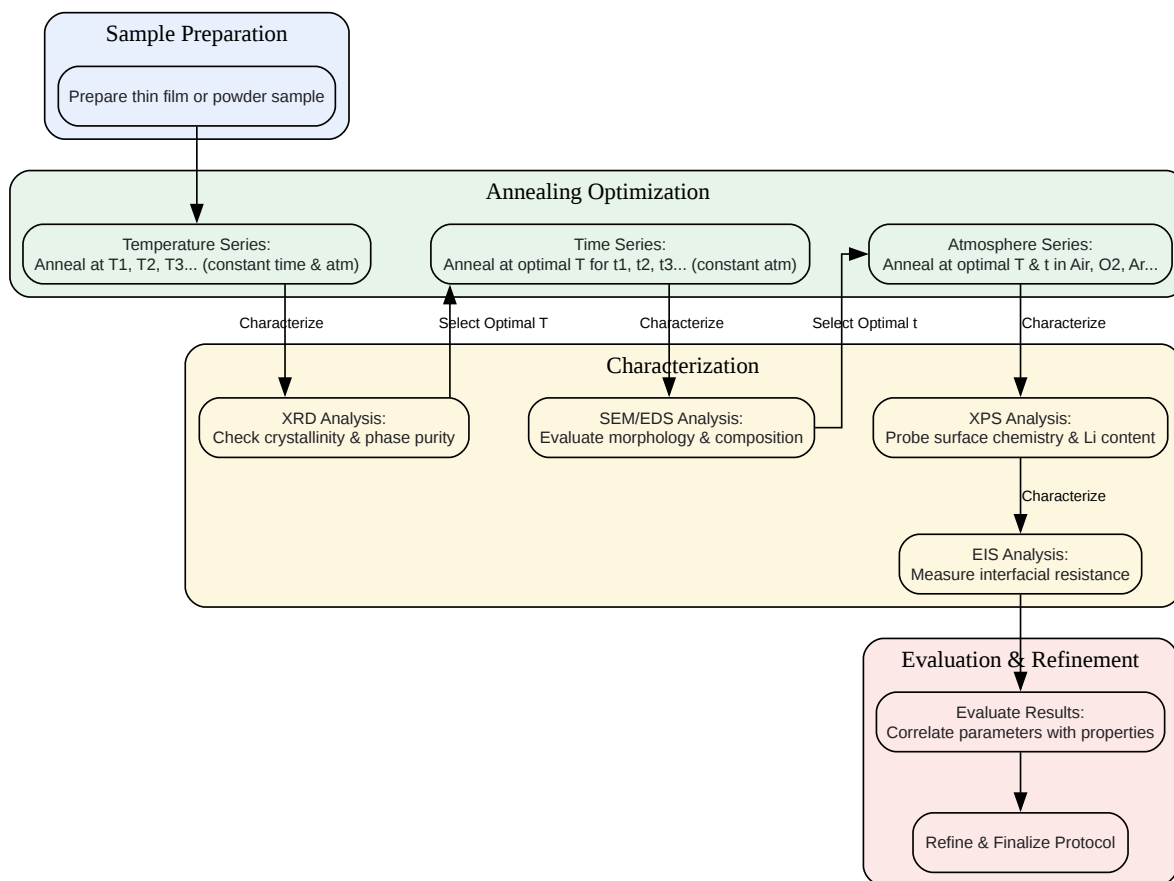 Sample Preparation
Prepare thin film or powder sample
Annealing Optimization
Temperature Series:
Anneal at T1, T2, T3... (constant time & atm)
Time Series:
Anneal at optimal T for t1, t2, t3... (constant atm)
Atmosphere Series:
Anneal at optimal T & t in Air, O2, Ar...
Characterize
Select Optimal T
Characterize
Select Optimal t
Characterize
Characterization
XRD Analysis:
Check crystallinity & phase purity
SEM/EDS Analysis:
Evaluate morphology & composition
XPS Analysis:
Probe surface chemistry & Li content
Characterize
EIS Analysis:
Measure interfacial resistance
Evaluation & Refinement
Evaluate Results:
Correlate parameters with properties
Refine & Finalize Protocol